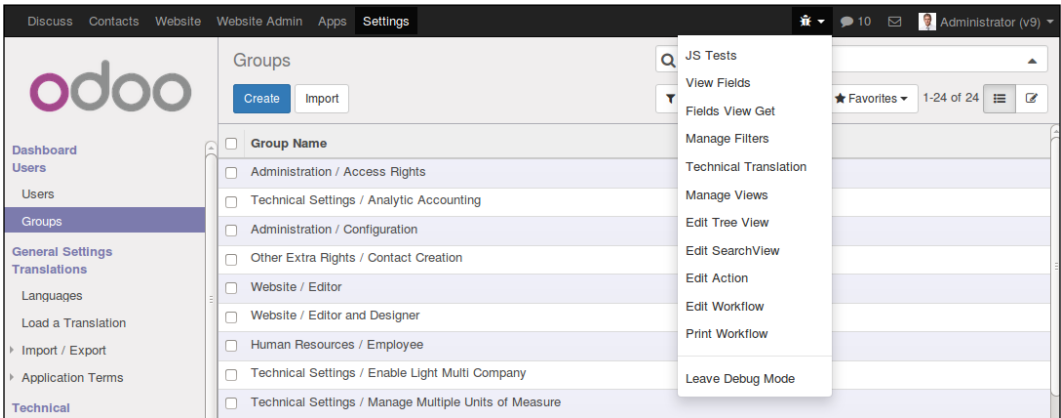 Discuss Contacts Website Website Admin Apps Settings 10 Administrator (v9)
odoo
Dashboard
Users
Users
Groups
General Settings
Translations
Languages
Load a Translation
Import / Export
Application Terms
Technical
Groups
Create Import
Favorites 1-24 of 24
Group Name
Administration / Access Rights
Technical Settings / Analytic Accounting
Administration / Configuration
Other Extra Rights / Contact Creation
Website / Editor
Website / Editor and Designer
Human Resources / Employee
Technical Settings / Enable Light Multi Company
Technical Settings / Manage Multiple Units of Measure
JS Tests
View Fields
Fields View Get
Manage Filters
Technical Translation
Manage Views
Edit Tree View
Edit SearchView
Edit Action
Edit Workflow
Print Workflow
Leave Debug Mode